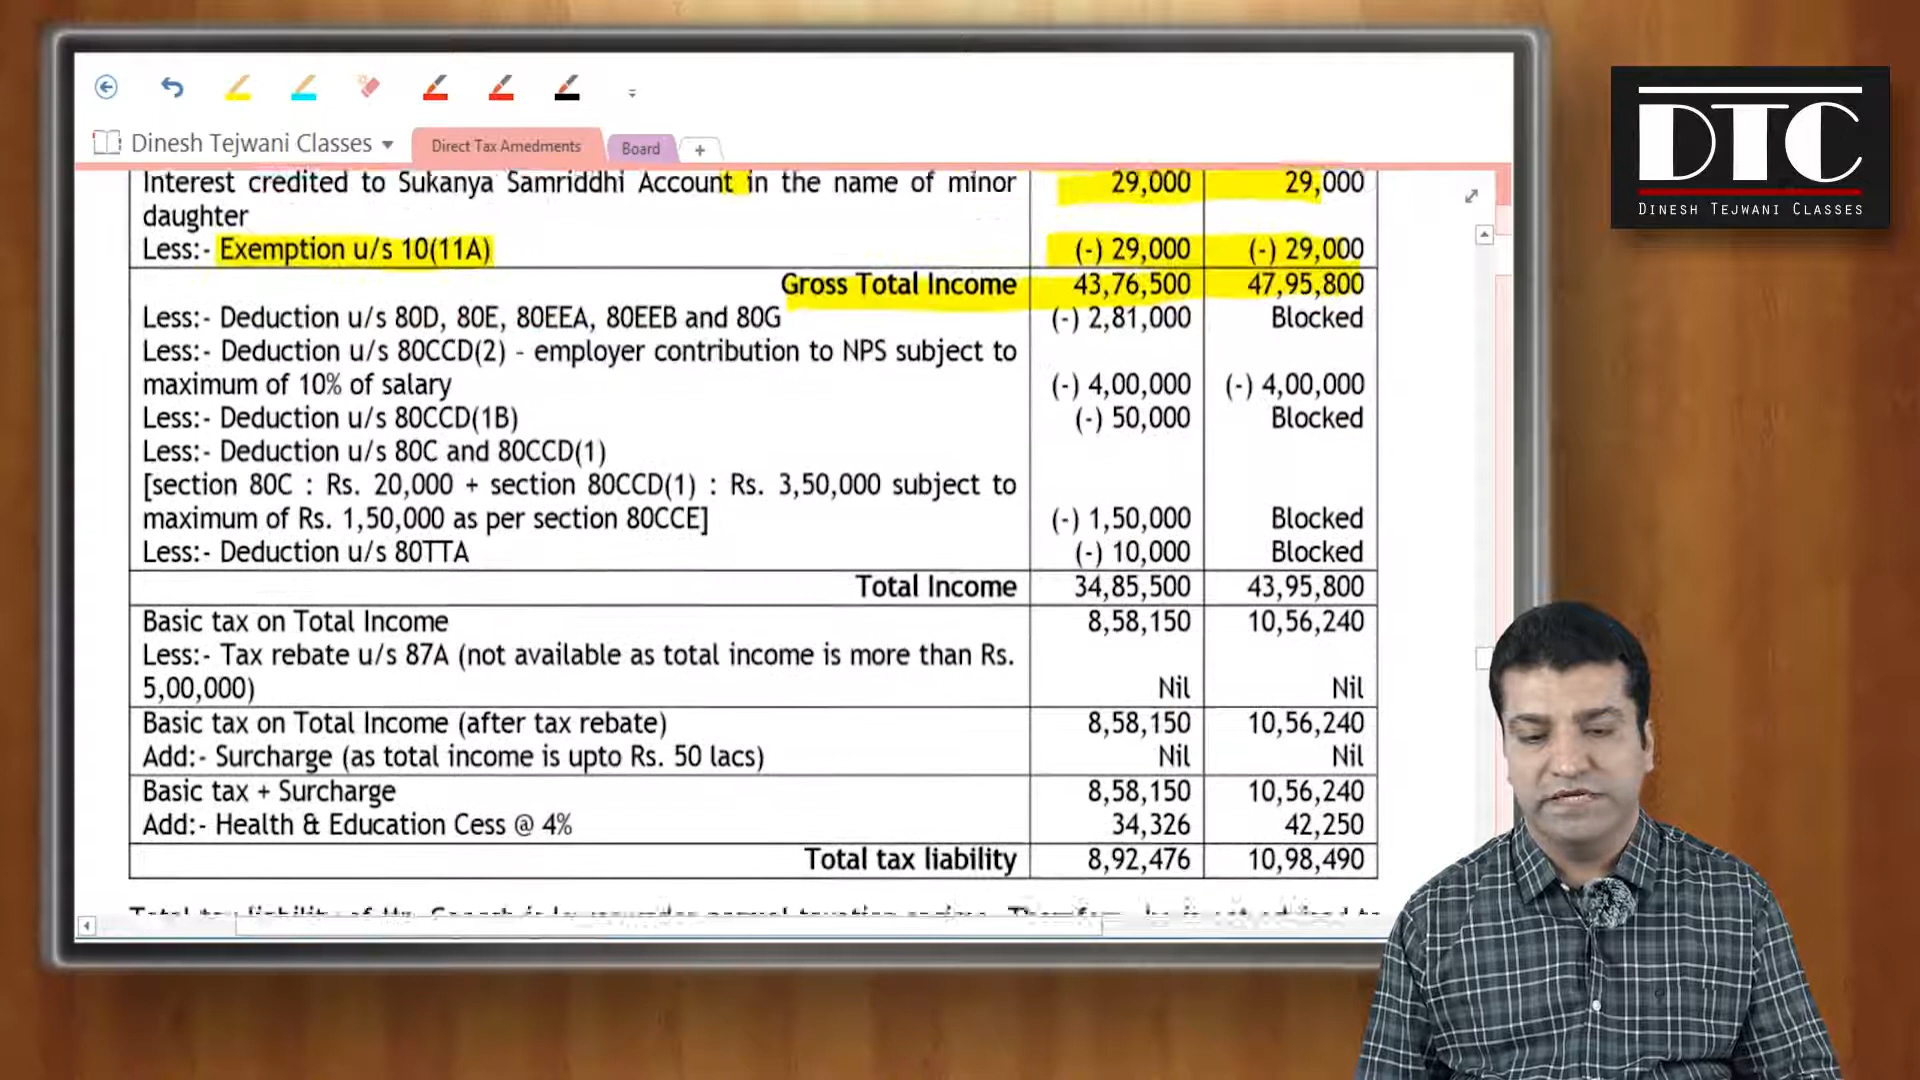 DTC
DINESH TEJWANI CLASSES
Dinesh Tejwani Classes
Direct Tax Amedments
Board
+
Interest credited to Sukanya Samriddhi Account in the name of minor 29,000 29,000
daughter
Less:- Exemption u/s 10(11A) (-) 29,000 (-) 29,000
Gross Total Income 43,76,500 47,95,800
Less:- Deduction u/s 80D, 80E, 80EEA, 80EEB and 80G (-) 2,81,000 Blocked
Less:- Deduction u/s 80CCD(2) - employer contribution to NPS subject to
maximum of 10% of salary (-) 4,00,000 (-) 4,00,000
Less:- Deduction u/s 80CCD(1B) (-) 50,000 Blocked
Less:- Deduction u/s 80C and 80CCD(1)
[section 80C : Rs. 20,000 + section 80CCD(1) : Rs. 3,50,000 subject to
maximum of Rs. 1,50,000 as per section 80CCE] (-) 1,50,000 Blocked
Less:- Deduction u/s 80TTA (-) 10,000 Blocked
Total Income 34,85,500 43,95,800
Basic tax on Total Income 8,58,150 10,56,240
Less:- Tax rebate u/s 87A (not available as total income is more than Rs.
5,00,000) Nil Nil
Basic tax on Total Income (after tax rebate) 8,58,150 10,56,240
Add:- Surcharge (as total income is upto Rs. 50 lacs) Nil Nil
Basic tax + Surcharge 8,58,150 10,56,240
Add:- Health & Education Cess @ 4% 34,326 42,250
Total tax liability 8,92,476 10,98,490